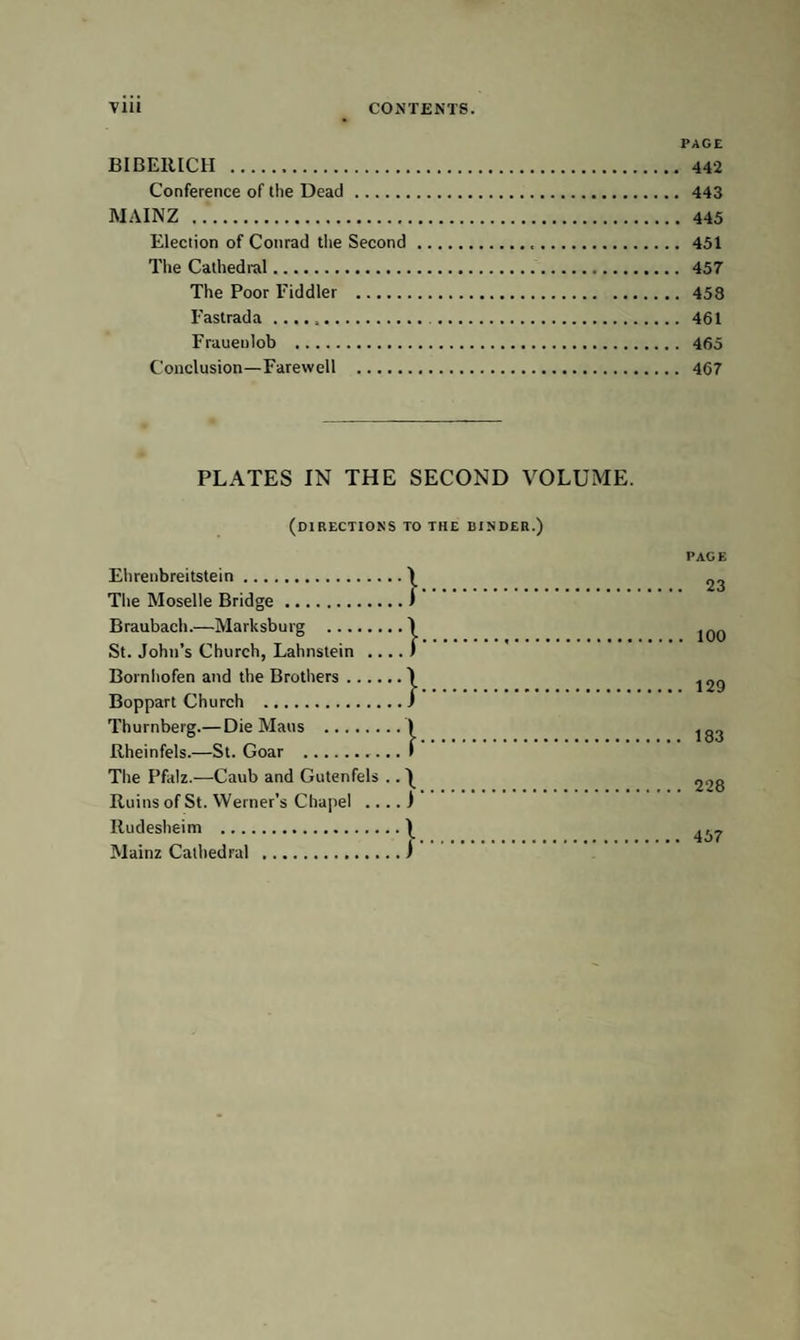 viii CONTENTS.
PAGE
BIBERICH ........ 442
Conference of the Dead ........ 443
MAINZ ........ 445
Election of Conrad the Second ........ 451
The Cathedral ........ 457
The Poor Fiddler ........ 458
Fastrada ........ 461
Frauenlob ........ 465
Conclusion—Farewell ........ 467
PLATES IN THE SECOND VOLUME.
(DIRECTIONS TO THE BINDER.)
PAGE
Ehrenbreitstein ........ }
The Moselle Bridge ........ } ........ 23
Braubach.—Marksburg ........ }
St. John's Church, Lahnstein .... } ........ 100
Bornhofen and the Brothers ...... }
Boppart Church ........ } ........ 129
Thurnberg.—Die Maus ........ }
Rheinfels.—St. Goar ........ } ........ 183
The Pfalz.—Caub and Gutenfels .. }
Ruins of St. Werner's Chapel .... } ........ 228
Rudesheim ........ }
Mainz Cathedral ........ } ........ 457